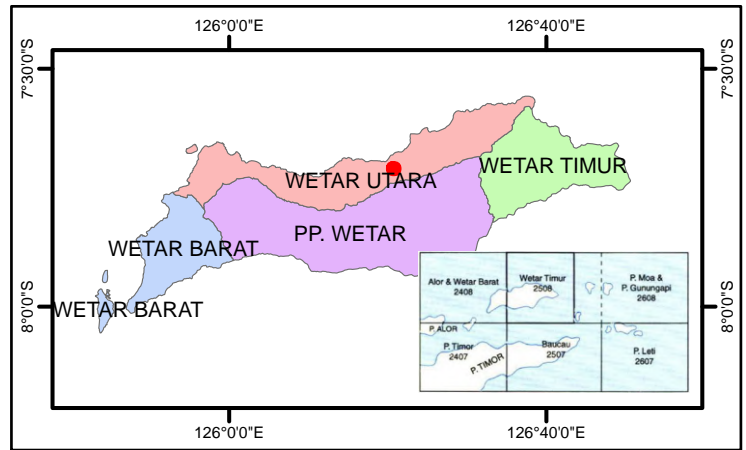 126°0'0"E 126°40'0"E
7°30'0"S 7°30'0"S
WETAR TIMUR
WETAR UTARA
PP. WETAR
WETAR BARAT
WETAR BARAT
8°0'0"S 8°0'0"S
Alor & Wetar Barat
2408
Wetar Timur
2508
P. Moa &
P. Gunungapi
2608
P. ALOR
P. Timor
2407
P. TIMOR
Baucau
2507
P. Leti
2607
126°0'0"E 126°40'0"E